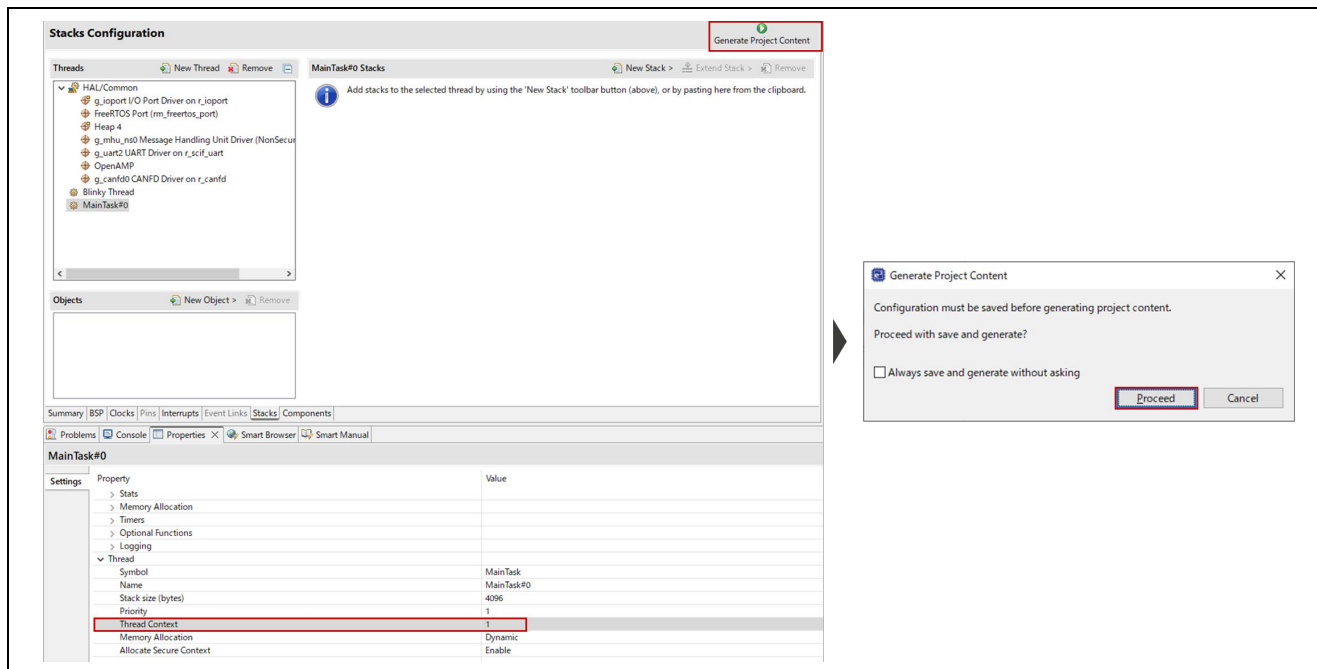 Stacks Configuration
Generate Project Content
Threads
New Thread
Remove
MainTask#0 Stacks
New Stack >
Extend Stack >
Remove
HAL/Common
g_ioport I/O Port Driver on r_ioport
FreeRTOS Port (rm_freertos_port)
Heap 4
g_mhu_ns0 Message Handling Unit Driver (NonSecur
g_uart2 UART Driver on r_scif_uart
OpenAMP
g_canfd0 CANFD Driver on r_canfd
Blinky Thread
MainTask#0
Add stacks to the selected thread by using the 'New Stack' toolbar button (above), or by pasting here from the clipboard.
Objects
New Object >
Remove
Summary BSP Clocks Pins Interrupts Event Links Stacks Components
Problems Console Properties Smart Browser Smart Manual
MainTask#0
Settings
Property Value
Stats
Memory Allocation
Timers
Optional Functions
Logging
Thread
Symbol MainTask
Name MainTask#0
Stack size (bytes) 4096
Priority 1
Thread Context 1
Memory Allocation Dynamic
Allocate Secure Context Enable
Generate Project Content
Configuration must be saved before generating project content.
Proceed with save and generate?
Always save and generate without asking
Proceed
Cancel